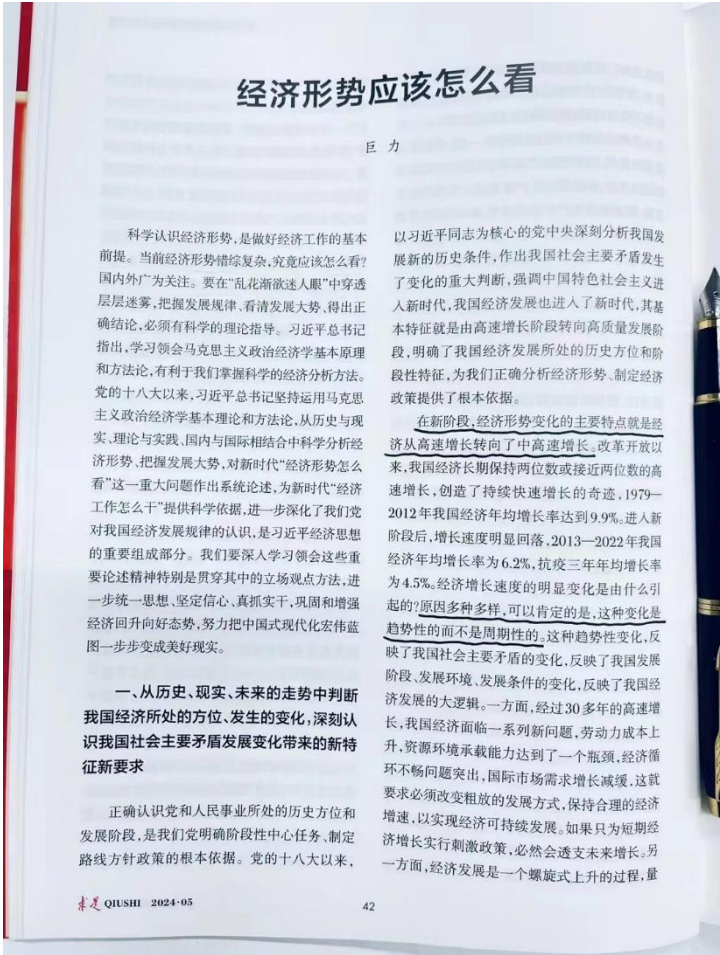 经济形势应该怎么看
巨 力
科学认识经济形势,是做好经济工作的基本
前提。当前经济形势错综复杂,究竟应该怎么看?
国内外广为关注。要在“乱花渐欲迷人眼”中穿透
层层迷雾,把握发展规律、看清发展大势、得出正
确结论,必须有科学的理论指导。习近平总书记
指出,学习领会马克思主义政治经济学基本原理
和方法论,有利于我们掌握科学的经济分析方法。
党的十八大以来,习近平总书记坚持运用马克思
主义政治经济学基本理论和方法论,从历史与现
实、理论与实践、国内与国际相结合中科学分析经
济形势、把握发展大势,对新时代“经济形势怎么
看”这一重大问题作出系统论述,为新时代“经济
工作怎么干”提供科学依据,进一步深化了我们党
对我国经济发展规律的认识,是习近平经济思想
的重要组成部分。我们要深入学习领会这些重
要论述精神特别是贯穿其中的立场观点方法,进
一步统一思想、坚定信心、真抓实干,巩固和增强
经济回升向好态势,努力把中国式现代化宏伟蓝
图一步步变成美好现实。
一、从历史、现实、未来的走势中判断
我国经济所处的方位、发生的变化,深刻认
识我国社会主要矛盾发展变化带来的新特
征新要求
正确认识党和人民事业所处的历史方位和
发展阶段,是我们党明确阶段性中心任务、制定
路线方针政策的根本依据。党的十八大以来,
以习近平同志为核心的党中央深刻分析我国发
展新的历史条件,作出我国社会主要矛盾发生
了变化的重大判断,强调中国特色社会主义进
入新时代,我国经济发展也进入了新时代,其基
本特征就是由高速增长阶段转向高质量发展阶
段,明确了我国经济发展所处的历史方位和阶
段性特征,为我们正确分析经济形势、制定经济
政策提供了根本依据。
在新阶段,经济形势变化的主要特点就是经
济从高速增长转向了中高速增长。改革开放以
来,我国经济长期保持两位数或接近两位数的高
速增长,创造了持续快速增长的奇迹,1979—
2012年我国经济年均增长率达到9.9%。进入新
阶段后,增长速度明显回落,2013—2022年我国
经济年均增长率为6.2%,抗疫三年年均增长率
为4.5%。经济增长速度的明显变化是由什么引
起的?原因多种多样,可以肯定的是,这种变化是
趋势性的而不是周期性的。这种趋势性变化,反
映了我国社会主要矛盾的变化,反映了我国发展
阶段、发展环境、发展条件的变化,反映了我国经
济发展的大逻辑。一方面,经过30多年的高速增
长,我国经济面临一系列新问题,劳动力成本上
升,资源环境承载能力达到了一个瓶颈,经济循
环不畅问题突出,国际市场需求增长减缓,这就
要求必须改变粗放的发展方式,保持合理的经济
增速,以实现经济可持续发展。如果只为短期经
济增长实行刺激政策,必然会透支未来增长。另
一方面,经济发展是一个螺旋式上升的过程,量
求是 QIUSHI 2024·05
42